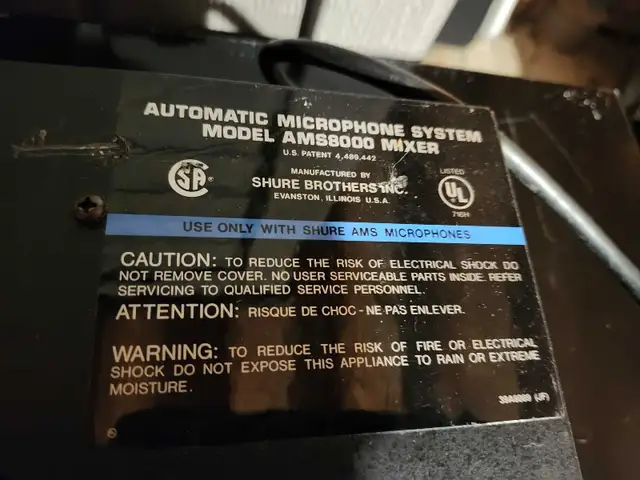 AUTOMATIC MICROPHONE SYSTEM
MODEL AMS8000 MIXER
U.S. PATENT 4,489,442
MANUFACTURED BY
SHURE BROTHERS INC.
EVANSTON, ILLINOIS U.S.A.
SA
LISTED
UL
716H
USE ONLY WITH SHURE AMS MICROPHONES
CAUTION: TO REDUCE THE RISK OF ELECTRICAL SHOCK DO
NOT REMOVE COVER. NO USER SERVICEABLE PARTS INSIDE. REFER
SERVICING TO QUALIFIED SERVICE PERSONNEL.
ATTENTION: RISQUE DE CHOC - NE PAS ENLEVER.
WARNING: TO REDUCE THE RISK OF FIRE OR ELECTRICAL
SHOCK DO NOT EXPOSE THIS APPLIANCE TO RAIN OR EXTREME
MOISTURE.
(JF)